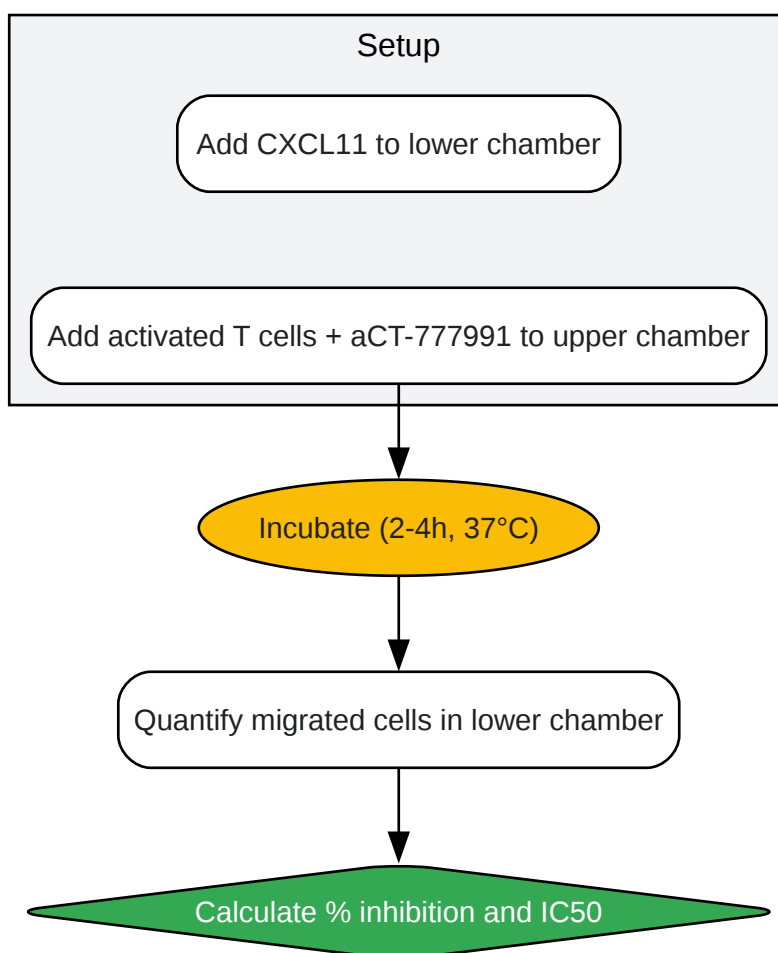 Setup
Add CXCL11 to lower chamber
Add activated T cells + aCT-777991 to upper chamber
Incubate (2-4h, 37°C)
Quantify migrated cells in lower chamber
Calculate % inhibition and IC50